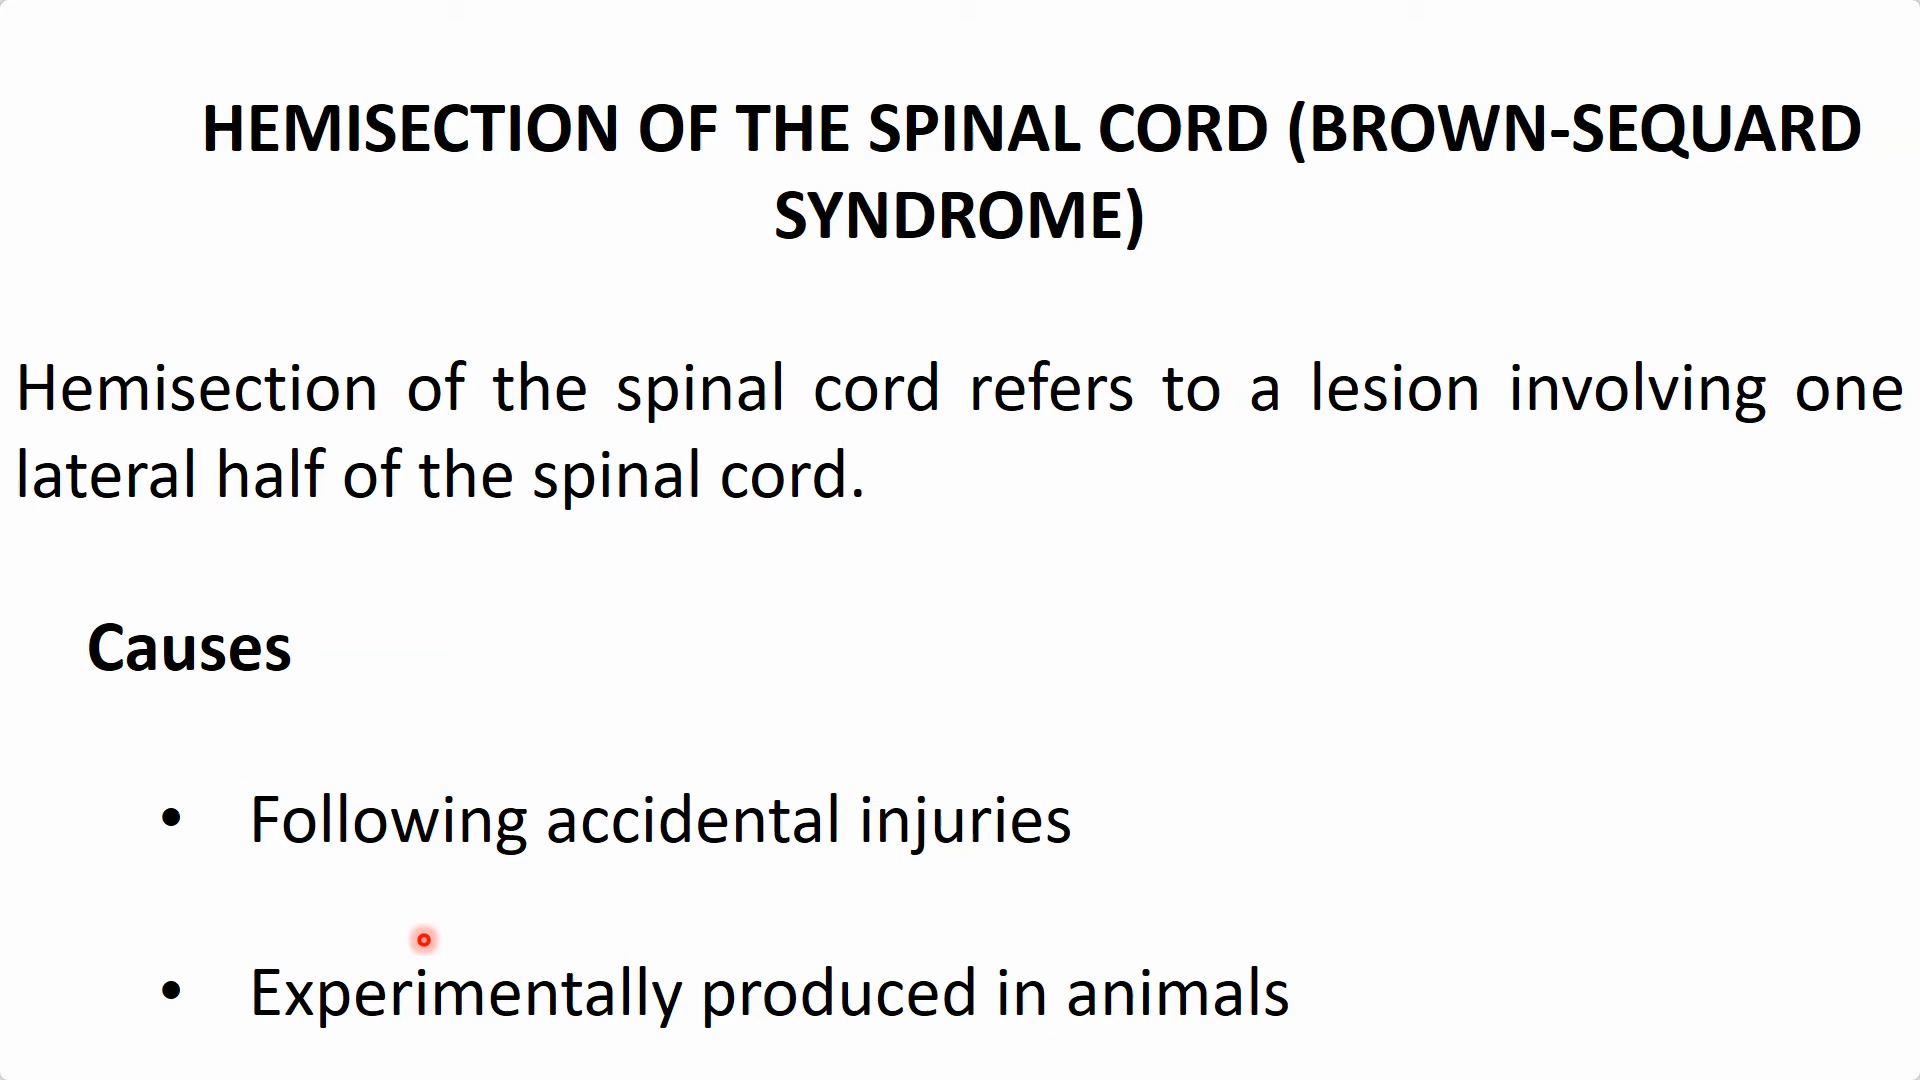 HEMISECTION OF THE SPINAL CORD (BROWN-SEQUARD
SYNDROME)
Hemisection of the spinal cord refers to a lesion involving one
lateral half of the spinal cord.
Causes
• Following accidental injuries
• Experimentally produced in animals